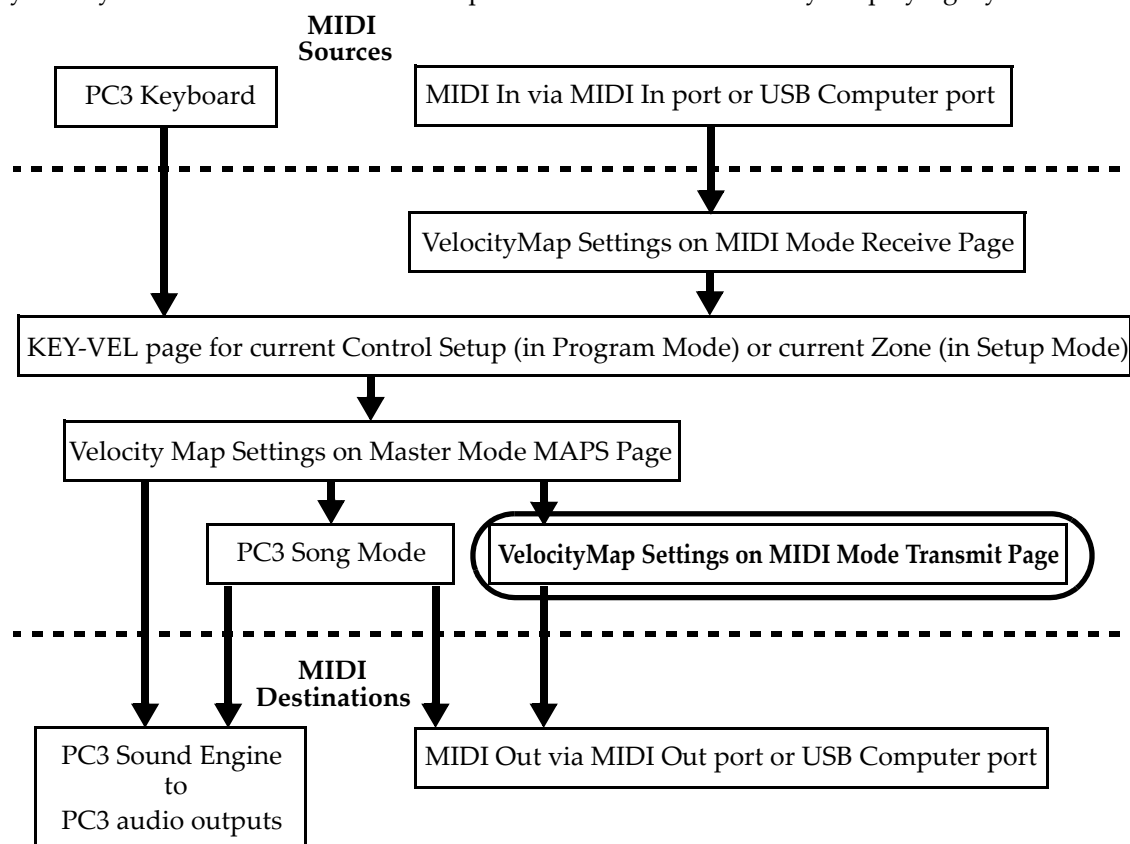 MIDI
Sources
PC3 Keyboard
MIDI In via MIDI In port or USB Computer port
VelocityMap Settings on MIDI Mode Receive Page
KEY-VEL page for current Control Setup (in Program Mode) or current Zone (in Setup Mode)
Velocity Map Settings on Master Mode MAPS Page
PC3 Song Mode
VelocityMap Settings on MIDI Mode Transmit Page
MIDI
Destinations
PC3 Sound Engine
to
PC3 audio outputs
MIDI Out via MIDI Out port or USB Computer port